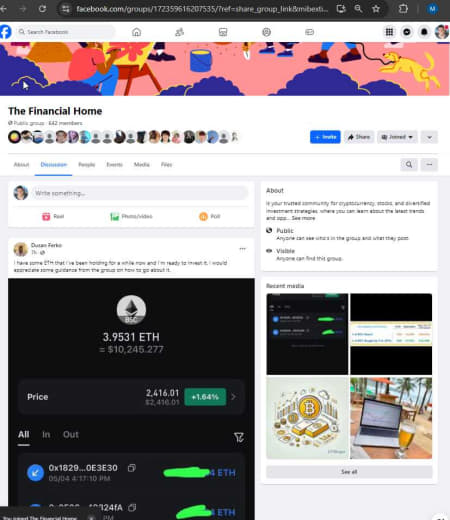 facebook.com/groups/172359616207535/?ref=share_group_link&mibexti...
Search Facebook
The Financial Home
Public group · 642 members
+ Invite
Share
Joined
About
Discussion
People
Events
Media
Files
Write something...
Reel
Photo/video
Poll
Dusan Ferko
7h
I have some ETH that I've been holding for a while now and I'm ready to invest it. I would
appreciate some guidance from the group on how to go about it.
BSC
3.9531 ETH
≈ $10,245.277
Price
2,416.01
$2,416.01
+1.64%
All
In
Out
0x1829...0E3E30
05/04 4:17:10 PM
4 ETH
4 ETH
PM
You joined The Financial Home.
About
is your trusted community for cryptocurrency, stocks, and diversified
investment strategies, where you can learn about the latest trends
and opp... See more
Public
Anyone can see who's in the group and what they post.
Visible
Anyone can find this group.
Recent media
See all